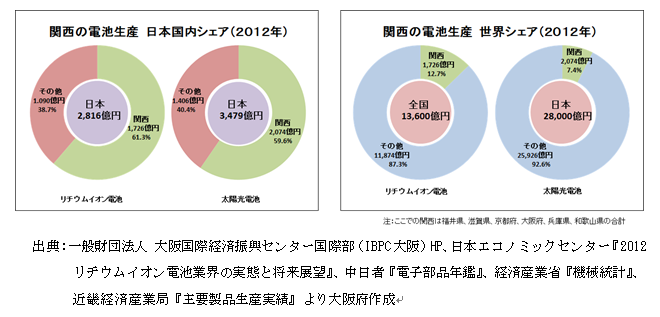 関西の電池生産 日本国内シェア(2012年)
その他
1.090億円
38.7%
日本
2,816億円
関西
1,726億円
61.3%
リチウムイオン電池
その他
1.406億円
40.4%
日本
3,479億円
関西
2,074億円
59.6%
太陽光電池
関西の電池生産 世界シェア(2012年)
関西
1,726億円
12.7%
全国
13,600億円
その他
11,874億円
87.3%
リチウムイオン電池
関西
2,074億円
7.4%
日本
28,000億円
その他
25,926億円
92.6%
太陽光電池
注:ここでの関西は福井県、滋賀県、京都府、大阪府、兵庫県、和歌山県の合計
出典:一般財団法人 大阪国際経済振興センター国際部(IBPC大阪)HP、日本エコノミックセンター『2012
リチウムイオン電池業界の実態と将来展望』、中日者『電子部品年鑑』、経済産業省『機械統計』、
近畿経済産業局『主要製品生産実績』より大阪府作成